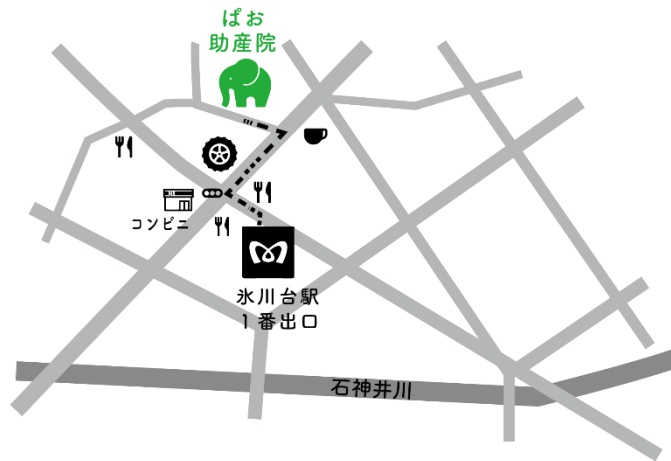 ぱお
助産院
コンビニ
氷川台駅
1番出口
石神井川